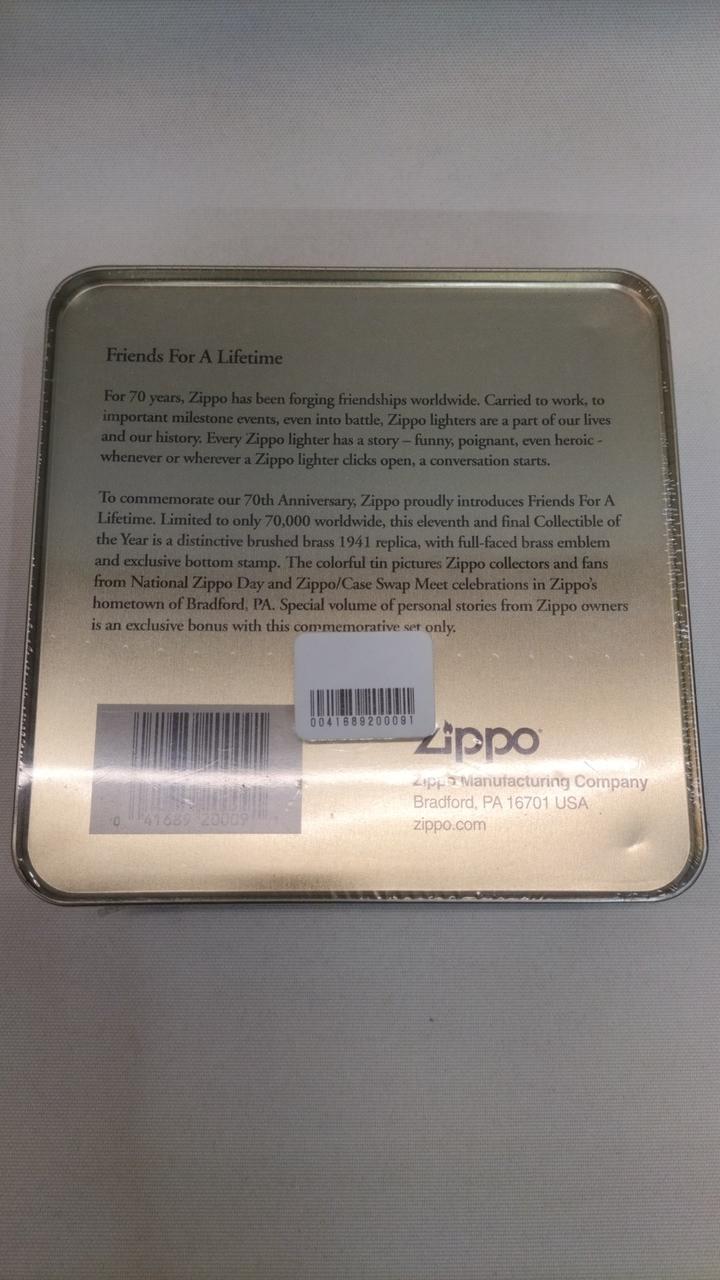 Friends For A Lifetime
For 70 years, Zippo has been forging friendships worldwide. Carried to work, to
important milestone events, even into battle, Zippo lighters are a part of our lives
and our history. Every Zippo lighter has a story – funny, poignant, even heroic -
whenever or wherever a Zippo lighter clicks open, a conversation starts.
To commemorate our 70th Anniversary, Zippo proudly introduces Friends For A
Lifetime. Limited to only 70,000 worldwide, this eleventh and final Collectible of
the Year is a distinctive brushed brass 1941 replica, with full-faced brass emblem
and exclusive bottom stamp. The colorful tin pictures Zippo collectors and fans
from National Zippo Day and Zippo/Case Swap Meet celebrations in Zippo's
hometown of Bradford, PA. Special volume of personal stories from Zippo owners
is an exclusive bonus with this commemorative set only.
0041689200091
Zippo
Zippo Manufacturing Company
Bradford, PA 16701 USA
zippo.com
0 41689 20009